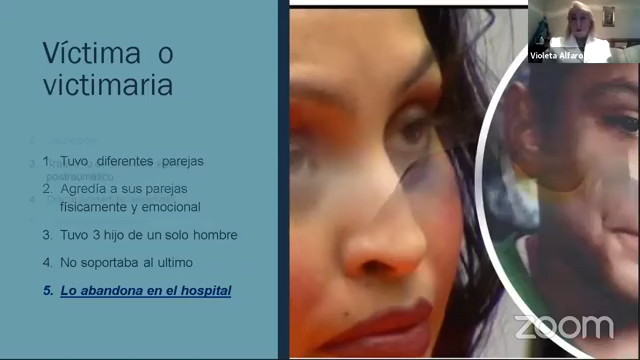 Víctima o
victimaria
1. Tuvo diferentes parejas
2. Agredía a sus parejas
físicamente y emocional
3. Tuvo 3 hijo de un solo hombre
4. No soportaba al ultimo
5. Lo abandona en el hospital
Violeta Alfaro
zoom